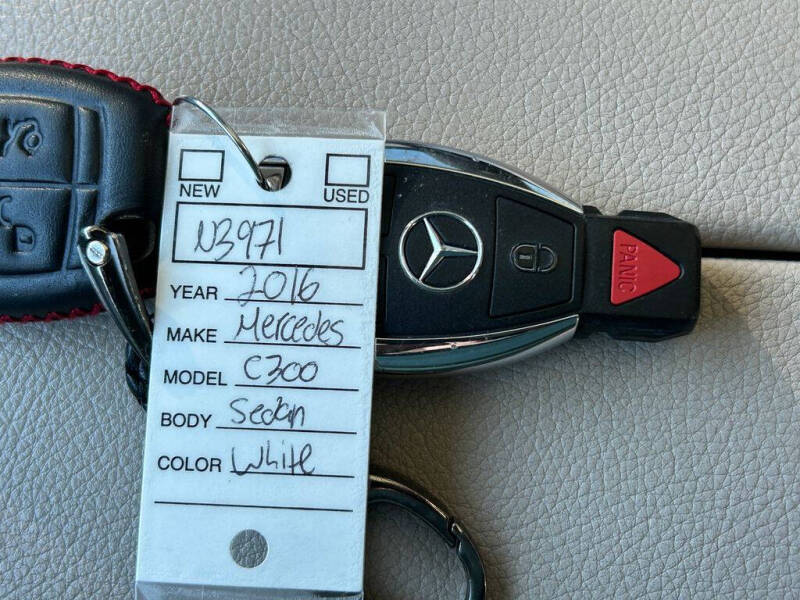 NEW USED
N3971
YEAR 2016
MAKE Mercedes
MODEL C300
BODY Sedan
COLOR White
PANIC